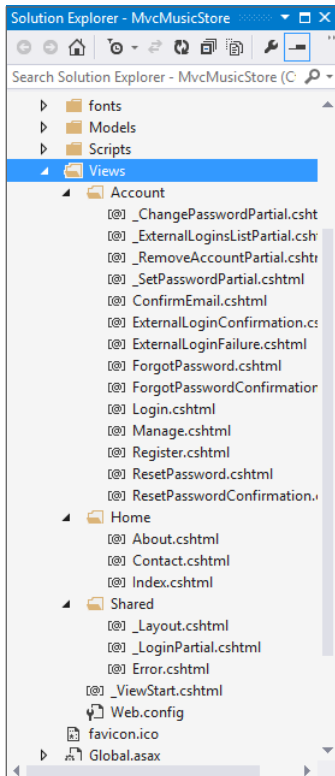 Solution Explorer - MvcMusicStore
Search Solution Explorer - MvcMusicStore (C
fonts
Models
Scripts
Views
Account
_ChangePasswordPartial.csht
_ExternalLoginsListPartial.csh
_RemoveAccountPartial.csht
_SetPasswordPartial.cshtml
ConfirmEmail.cshtml
ExternalLoginConfirmation.cs
ExternalLoginFailure.cshtml
ForgotPassword.cshtml
ForgotPasswordConfirmation
Login.cshtml
Manage.cshtml
Register.cshtml
ResetPassword.cshtml
ResetPasswordConfirmation.
Home
About.cshtml
Contact.cshtml
Index.cshtml
Shared
_Layout.cshtml
_LoginPartial.cshtml
Error.cshtml
_ViewStart.cshtml
Web.config
favicon.ico
Global.asax